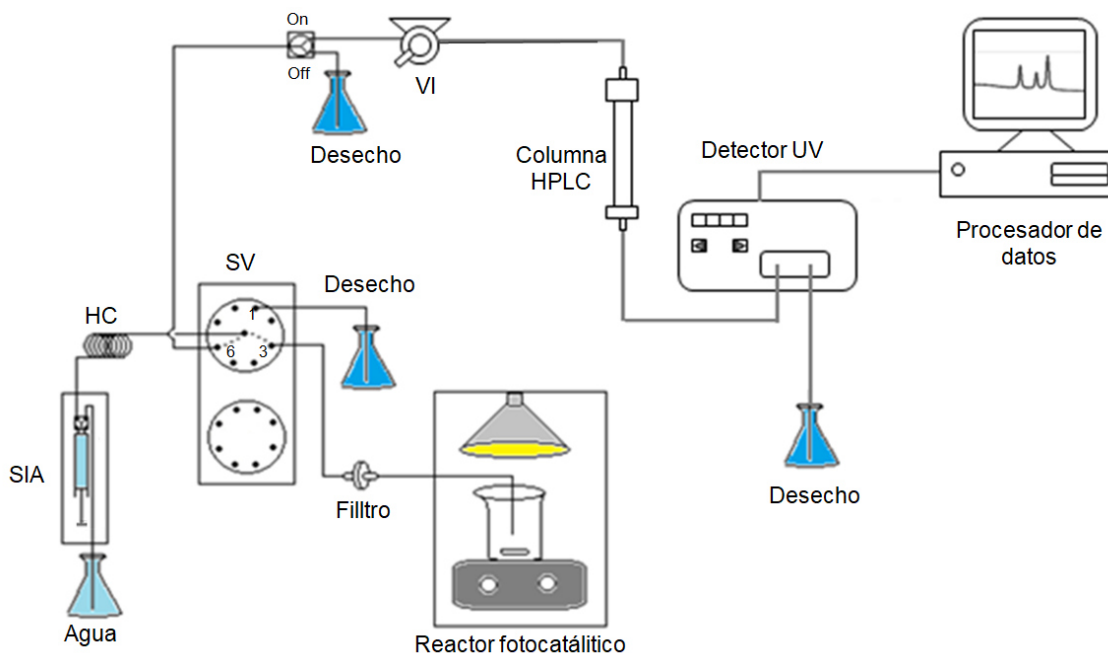 On
Off
VI
Desecho
Columna
HPLC
Detector UV
Procesador de
datos
SV
Desecho
HC
1
6
3
SIA
Filltro
Desecho
Agua
Reactor fotocatálitico